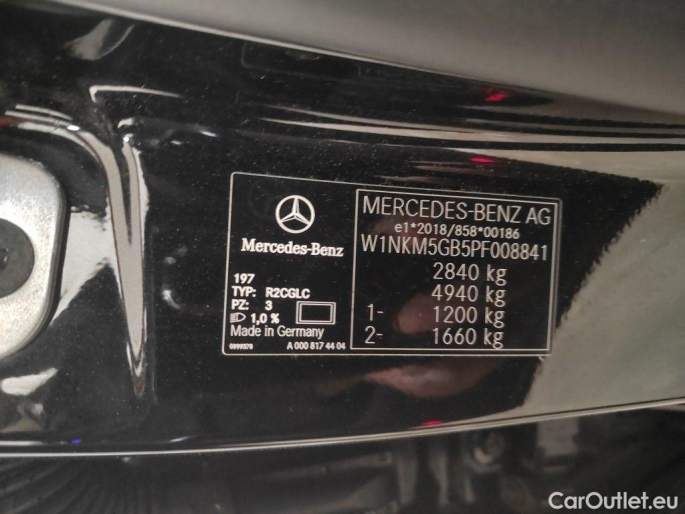 Mercedes-Benz
197
TYP: R2CGLC
PZ: 3
1,0 %
Made in Germany
A 000 817 44 04
MERCEDES-BENZ AG
e1*2018/858*00186
W1NKM5GB5PF008841
2840 kg
4940 kg
1- 1200 kg
2- 1660 kg
CarOutlet.eu